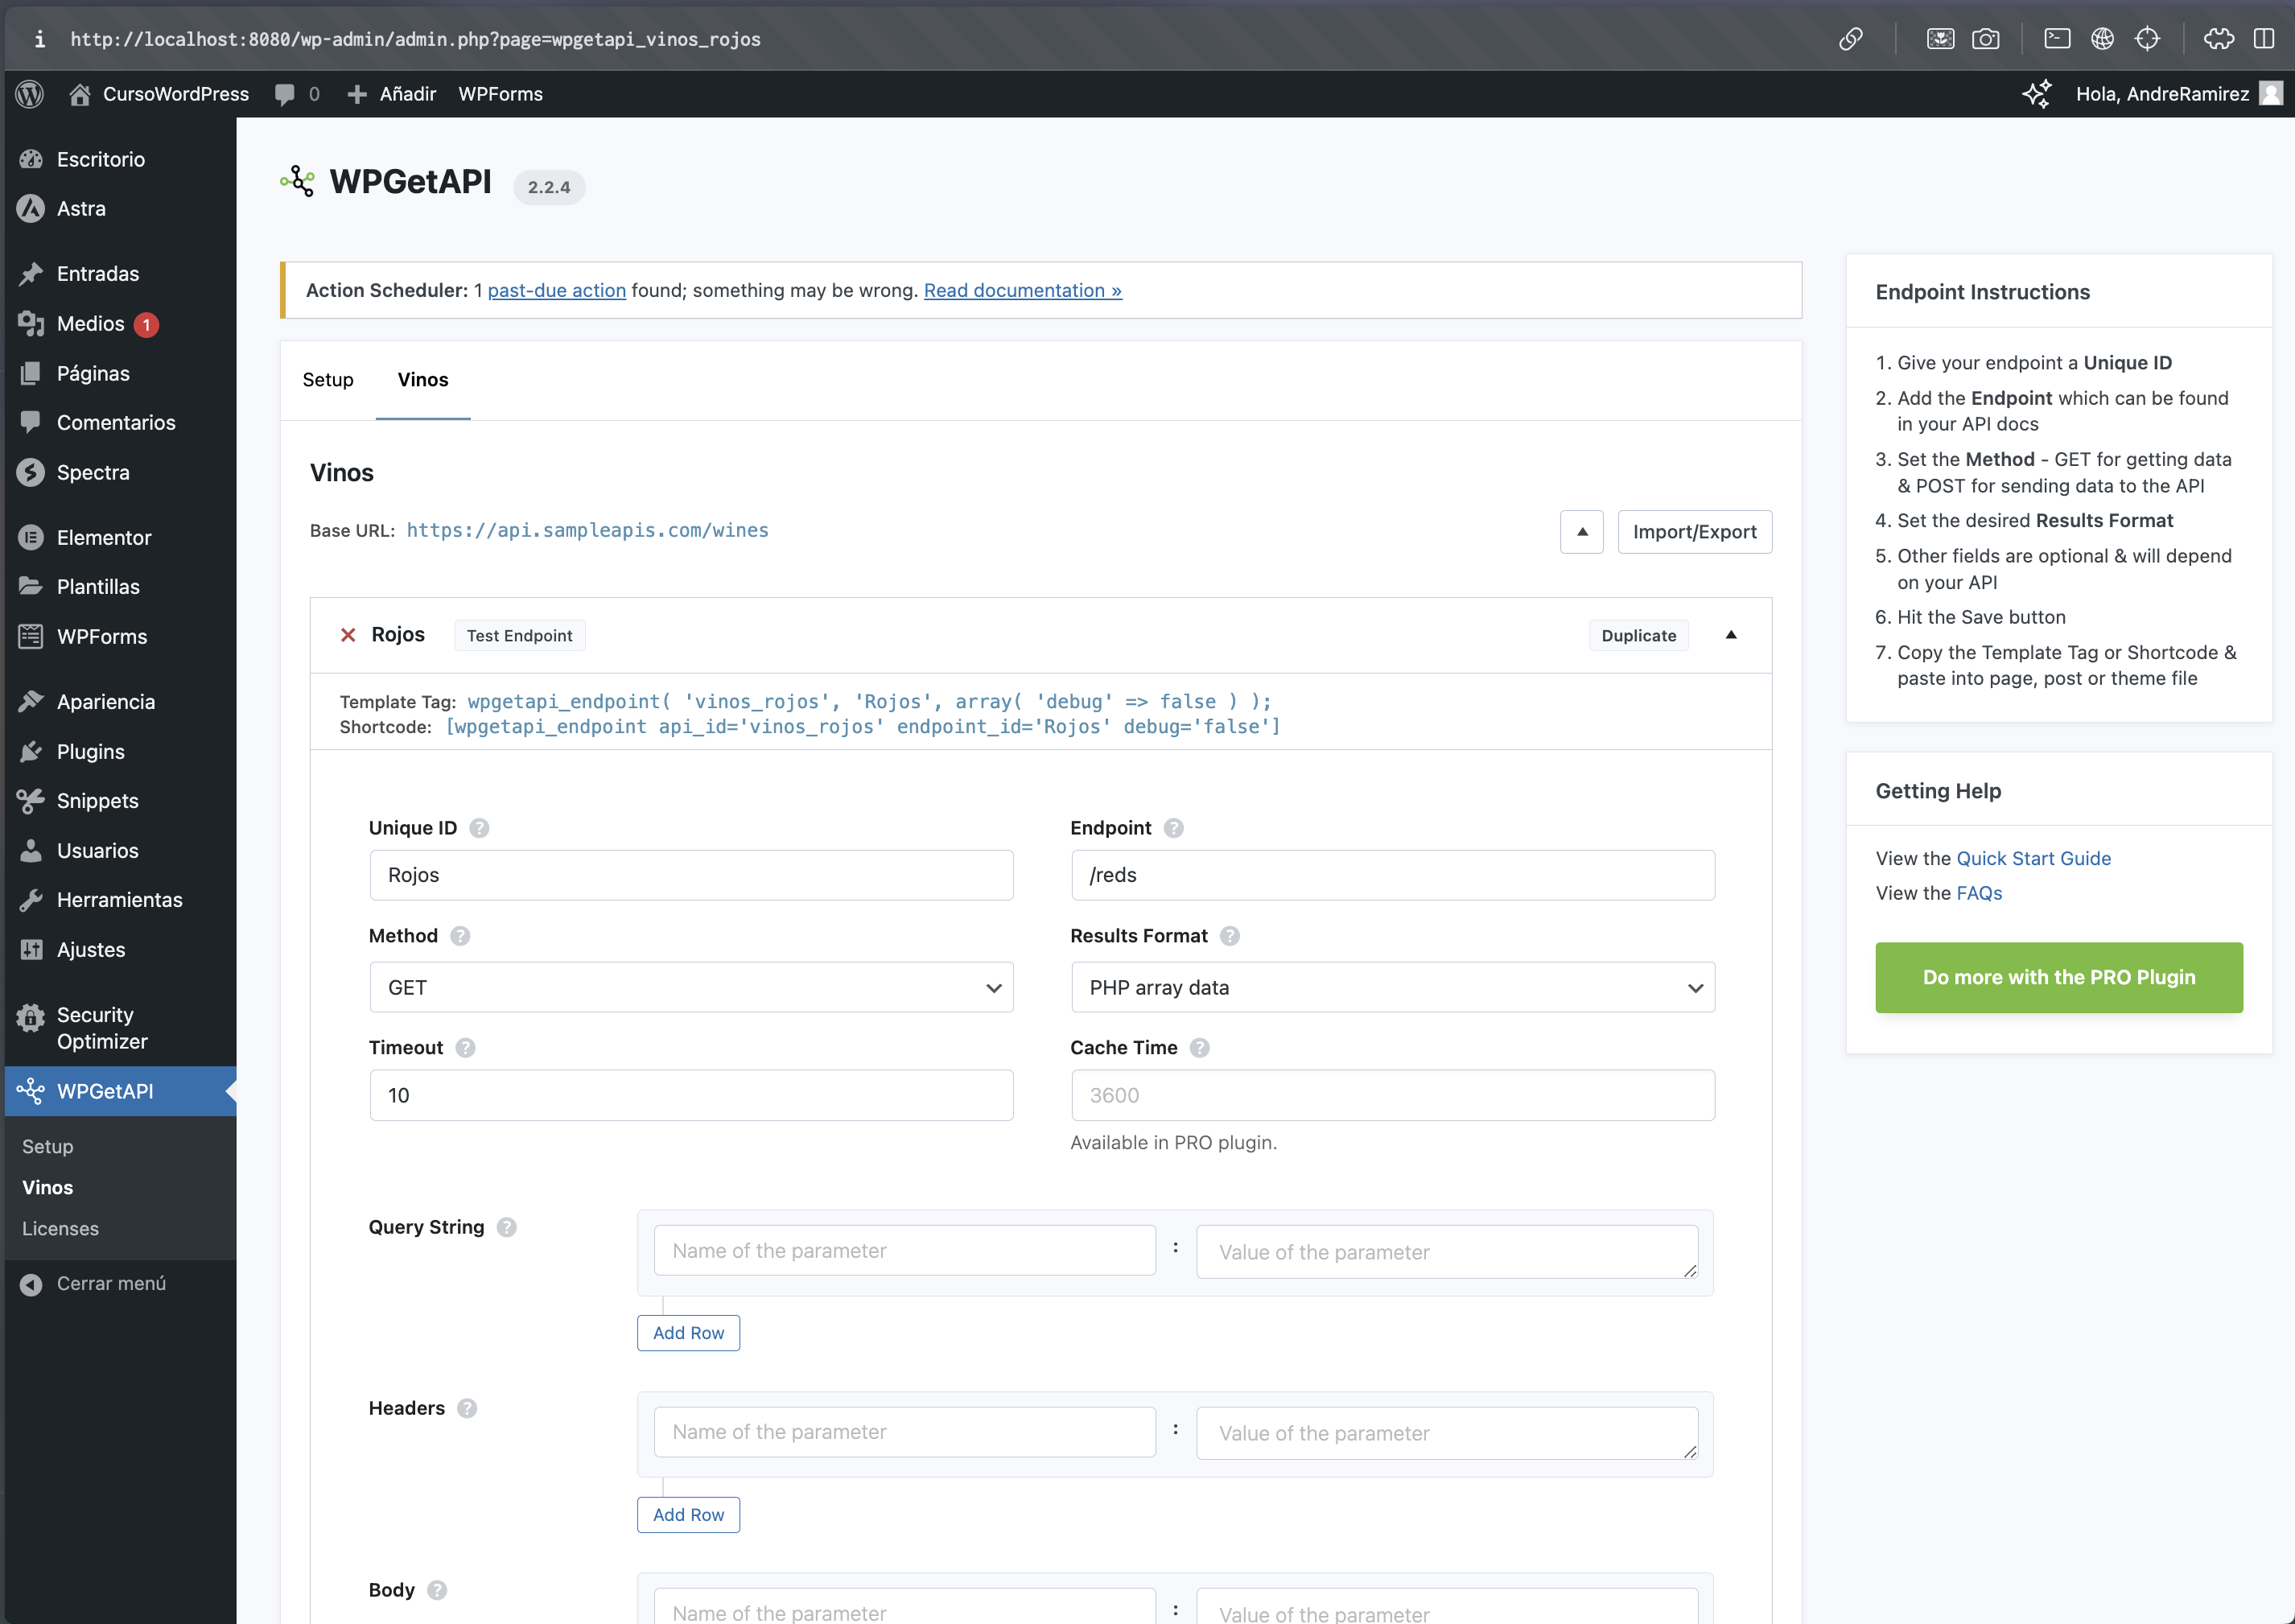 http://localhost:8080/wp-admin/admin.php?page=wpgetapi_vinos_rojos
CursoWordPress
0
Añadir
WPForms
Hola, AndreRamirez
Escritorio
Astra
Entradas
Medios 1
Páginas
Comentarios
Spectra
Elementor
Plantillas
WPForms
Apariencia
Plugins
Snippets
Usuarios
Herramientas
Ajustes
Security
Optimizer
WPGetAPI
Setup
Vinos
Licenses
Cerrar menú
WPGetAPI 2.2.4
Action Scheduler: 1 past-due action found; something may be wrong. Read documentation »
Setup
Vinos
Vinos
Base URL: https://api.sampleapis.com/wines
Import/Export
Rojos
Test Endpoint
Duplicate
Template Tag: wpgetapi_endpoint( 'vinos_rojos', 'Rojos', array( 'debug' => false ) );
Shortcode: [wpgetapi_endpoint api_id='vinos_rojos' endpoint_id='Rojos' debug='false']
Unique ID ?
Rojos
Endpoint ?
/reds
Method ?
GET
Results Format ?
PHP array data
Timeout ?
10
Cache Time ?
3600
Available in PRO plugin.
Query String ?
Name of the parameter
:
Value of the parameter
Add Row
Headers ?
Name of the parameter
:
Value of the parameter
Add Row
Body ?
Name of the parameter
:
Value of the parameter
Endpoint Instructions
1. Give your endpoint a Unique ID
2. Add the Endpoint which can be found
in your API docs
3. Set the Method - GET for getting data
& POST for sending data to the API
4. Set the desired Results Format
5. Other fields are optional & will depend
on your API
6. Hit the Save button
7. Copy the Template Tag or Shortcode &
paste into page, post or theme file
Getting Help
View the Quick Start Guide
View the FAQs
Do more with the PRO Plugin